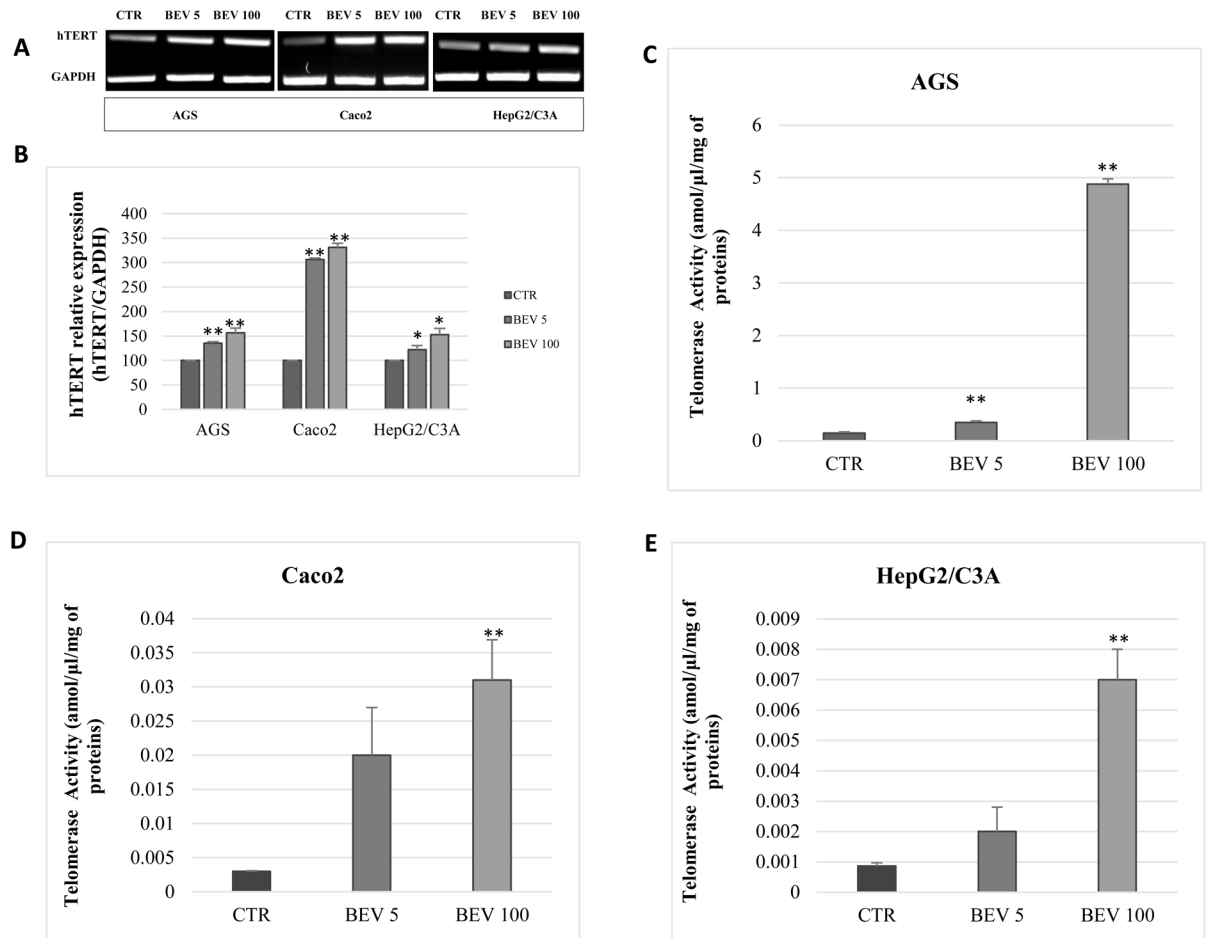 A
CTR BEV 5 BEV 100 CTR BEV 5 BEV 100 CTR BEV 5 BEV 100
hTERT
GAPDH
AGS Caco2 HepG2/C3A
B
hTERT relative expression
(hTERT/GAPDH)
400
350
300
250
200
150
100
50
0
** ** ** ** * *
AGS Caco2 HepG2/C3A
CTR
BEV 5
BEV 100
C
AGS
Telomerase Activity (amol/µl/mg of
proteins)
6
5
4
3
2
1
0
** **
CTR BEV 5 BEV 100
D
Caco2
Telomerase Activity (amol/µl/mg of
proteins)
0.04
0.035
0.03
0.025
0.02
0.015
0.01
0.005
0
**
CTR BEV 5 BEV 100
E
HepG2/C3A
Telomerase Activity (amol/µl/mg of
proteins)
0.009
0.008
0.007
0.006
0.005
0.004
0.003
0.002
0.001
0
**
CTR BEV 5 BEV 100